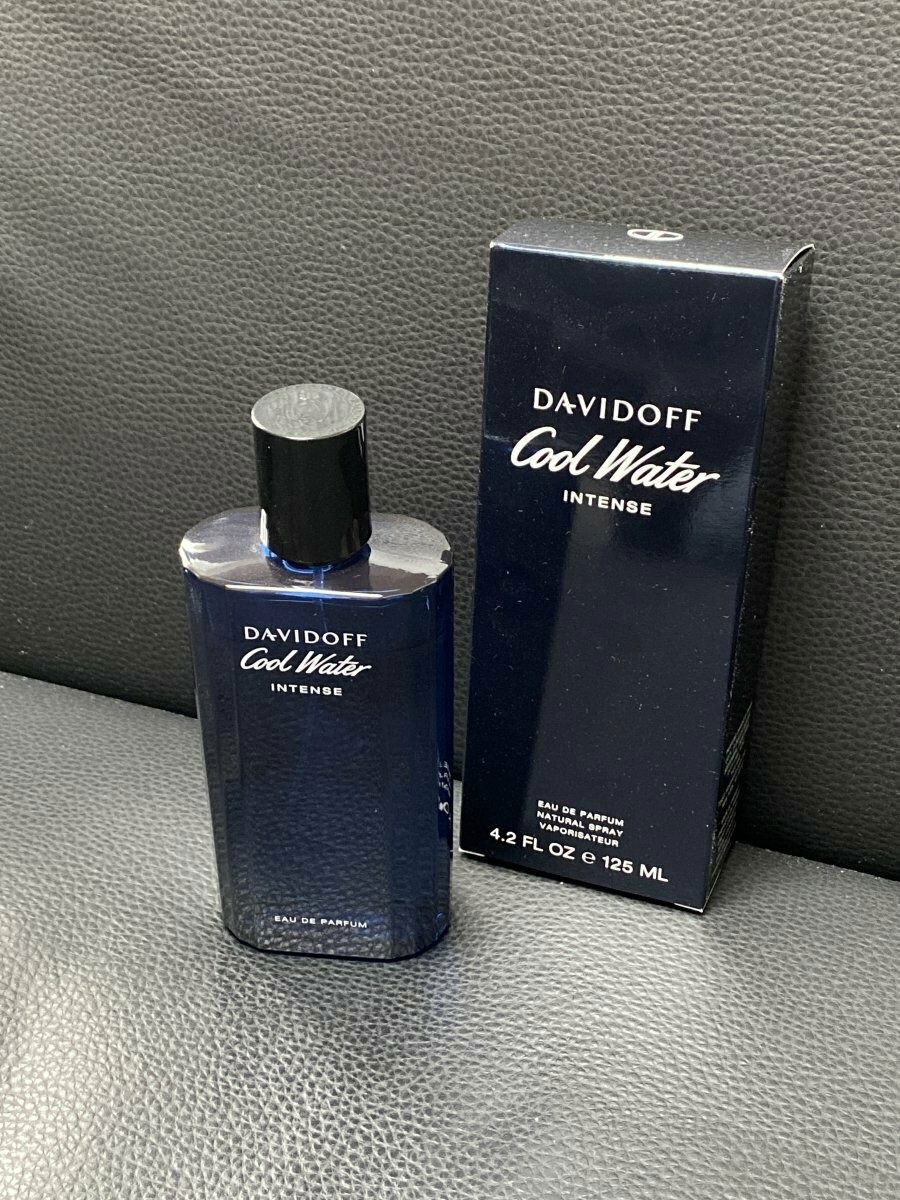 DAVIDOFF
Cool Water
INTENSE
EAU DE PARFUM
NATURAL SPRAY
VAPORISATEUR
4.2 FL OZ e 125 ML
DAVIDOFF
Cool Water
INTENSE
EAU DE PARFUM